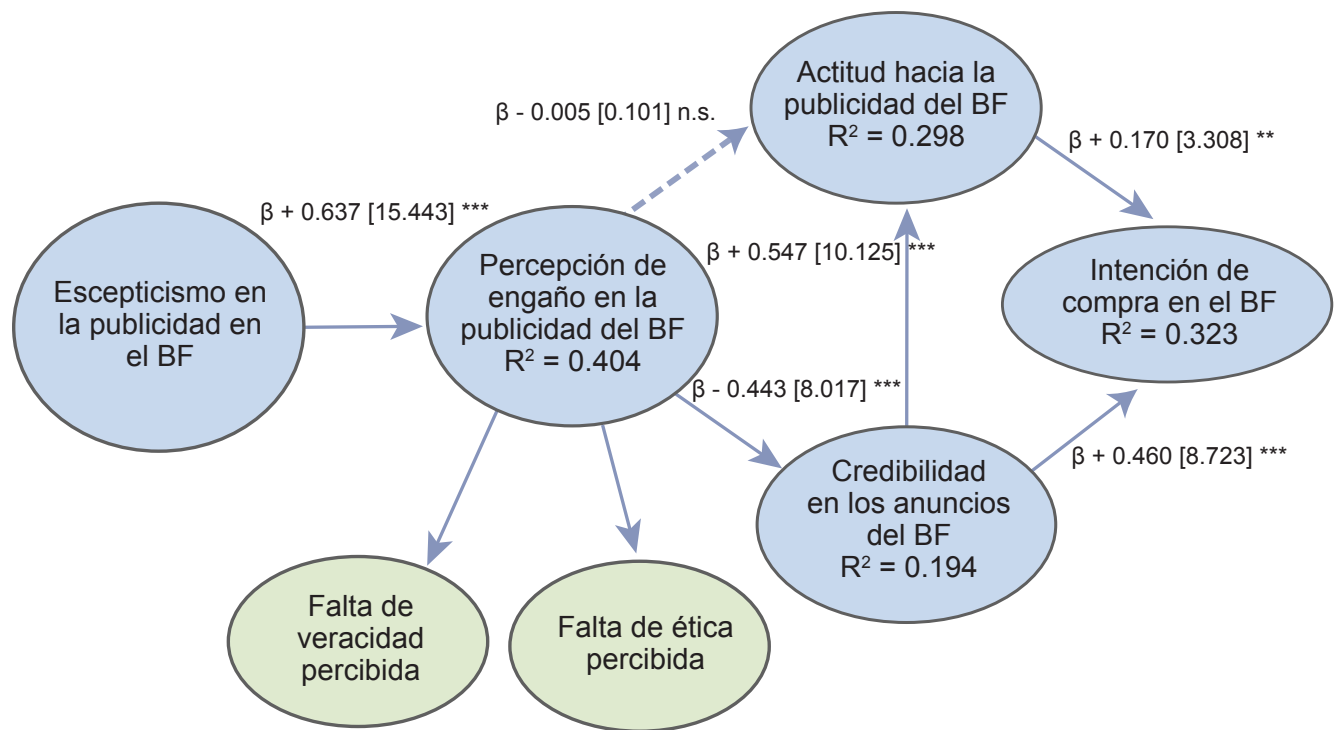 Actitud hacia la
publicidad del BF
R² = 0.298
β - 0.005 [0.101] n.s.
β + 0.170 [3.308] **
β + 0.637 [15.443] ***
Escepticismo en
la publicidad en
el BF
Percepción de
engaño en la
publicidad del BF
R² = 0.404
β + 0.547 [10.125] ***
Intención de
compra en el BF
R² = 0.323
β - 0.443 [8.017] ***
β + 0.460 [8.723] ***
Credibilidad
en los anuncios
del BF
R² = 0.194
Falta de
veracidad
percibida
Falta de ética
percibida